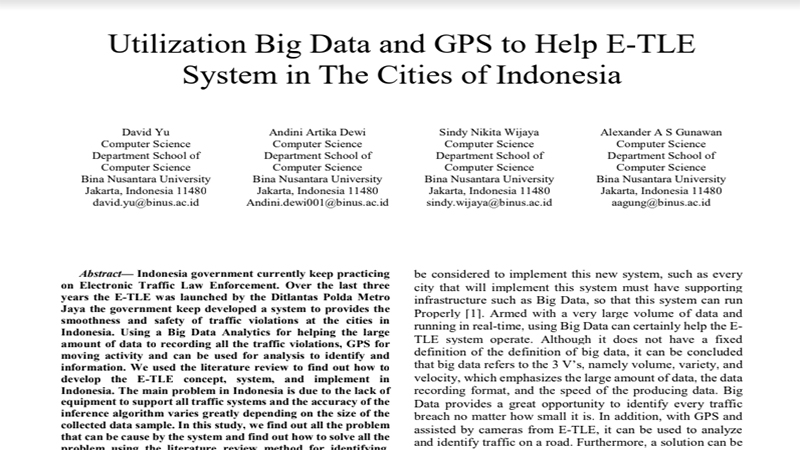 Utilization Big Data and GPS to Help E-TLE
System in The Cities of Indonesia
David Yu
Computer Science
Department School of
Computer Science
Bina Nusantara University
Jakarta, Indonesia 11480
david.yu@binus.ac.id
Andini Artika Dewi
Computer Science
Department School of
Computer Science
Bina Nusantara University
Jakarta, Indonesia 11480
Andini.dewi001@binus.ac.id
Sindy Nikita Wijaya
Computer Science
Department School of
Computer Science
Bina Nusantara University
Jakarta, Indonesia 11480
sindy.wijaya@binus.ac.id
Alexander A S Gunawan
Computer Science
Department School of
Computer Science
Bina Nusantara University
Jakarta, Indonesia 11480
aagung@binus.ac.id
Abstract— Indonesia government currently keep practicing
on Electronic Traffic Law Enforcement. Over the last three
years the E-TLE was launched by the Ditlantas Polda Metro
Jaya the government keep developed a system to provides the
smoothness and safety of traffic violations at the cities in
Indonesia. Using a Big Data Analytics for helping the large
amount of data to recording all the traffic violations, GPS for
moving activity and can be used for analysis to identify and
information. We used the literature review to find out how to
develop the E-TLE concept, system, and implement in
Indonesia. The main problem in Indonesia is due to the lack of
equipment to support all traffic systems and the accuracy of the
inference algorithm varies greatly depending on the size of the
collected data sample. In this study, we find out all the problem
that can be cause by the system and find out how to solve all the
problem using the literature review method for identifying,
be considered to implement this new system, such as every
city that will implement this system must have supporting
infrastructure such as Big Data, so that this system can run
Properly [1]. Armed with a very large volume of data and
running in real-time, using Big Data can certainly help the E-
TLE system operate. Although it does not have a fixed
definition of the definition of big data, it can be concluded
that big data refers to the 3 V's, namely volume, variety, and
velocity, which emphasizes the large amount of data, the data
recording format, and the speed of the producing data. Big
Data provides a great opportunity to identify every traffic
breach no matter how small it is. In addition, with GPS and
assisted by cameras from E-TLE, it can be used to analyze
and identify traffic on a road. Furthermore, a solution can be